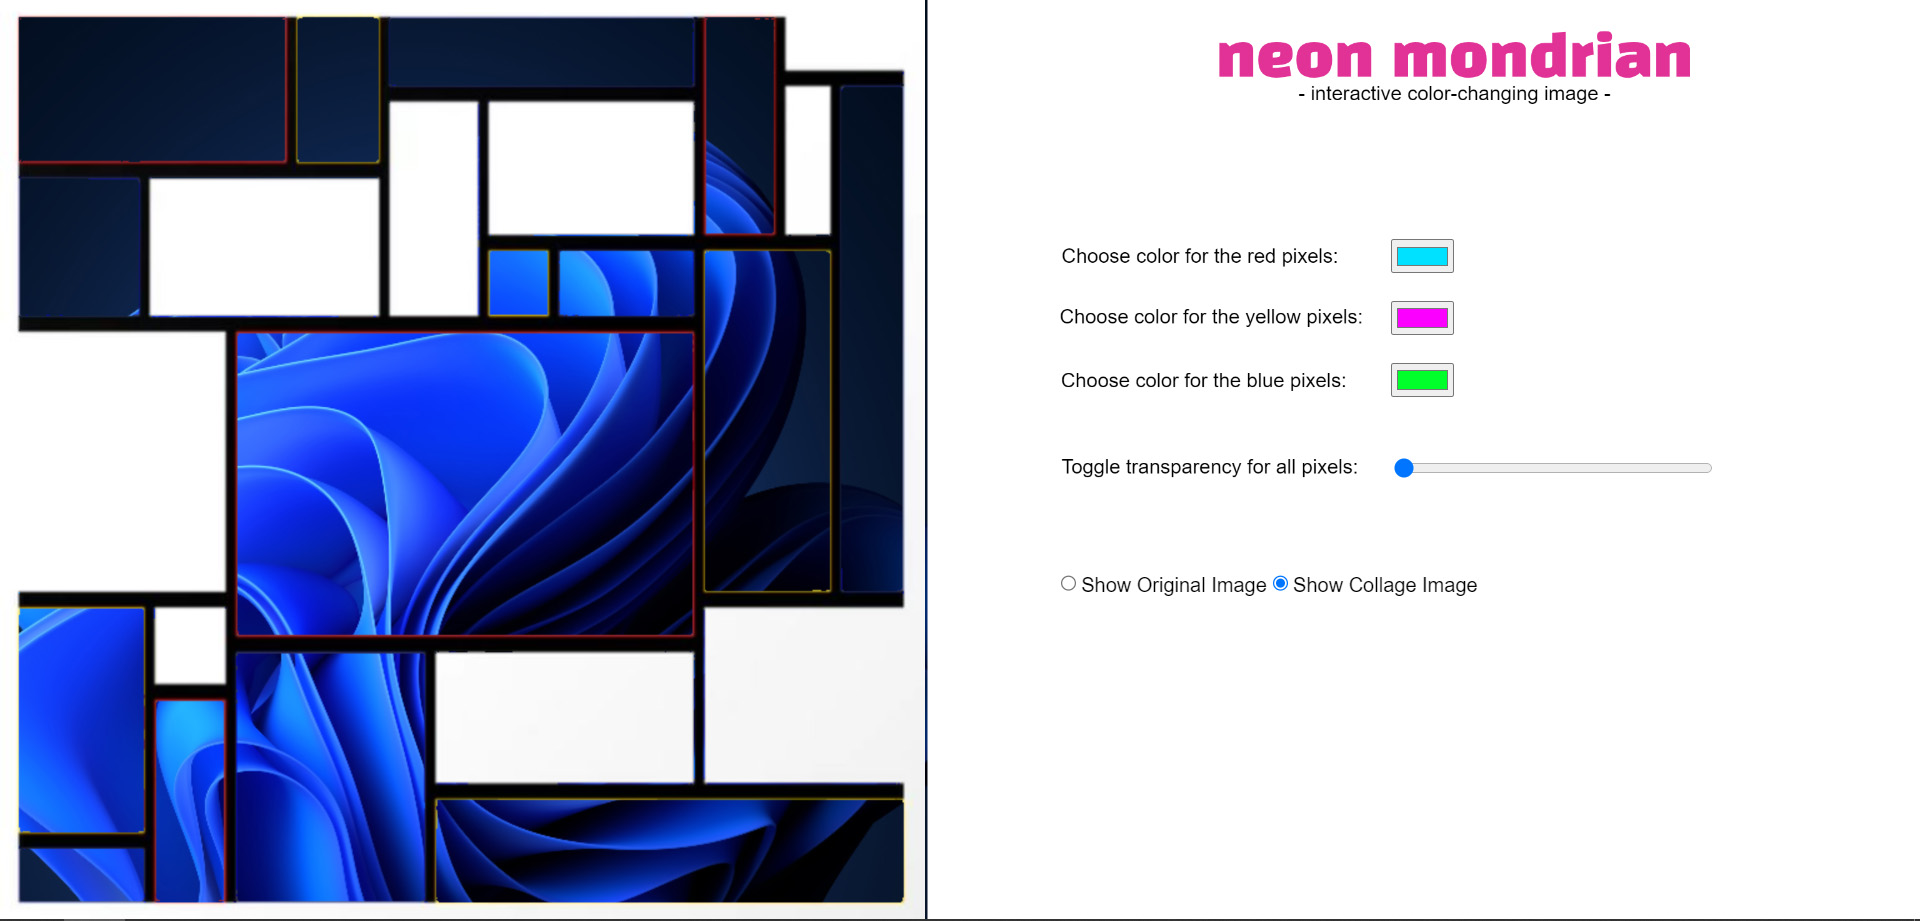 neon mondrian
- interactive color-changing image -
Choose color for the red pixels:
Choose color for the yellow pixels:
Choose color for the blue pixels:
Toggle transparency for all pixels:
Show Original Image Show Collage Image